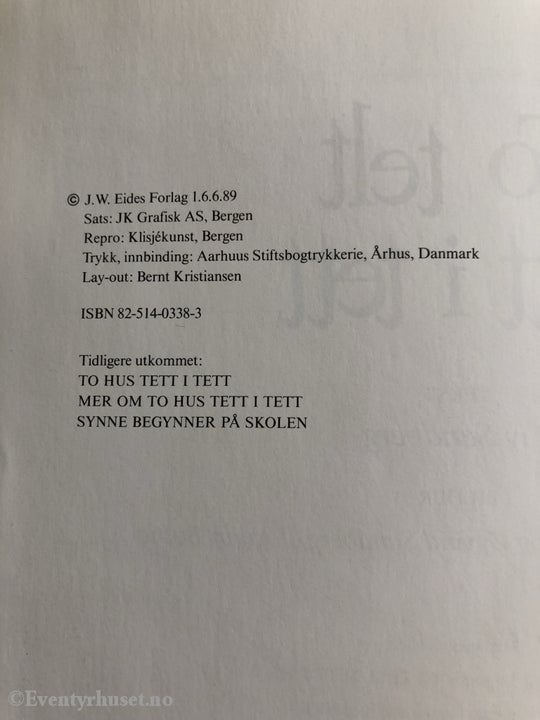 © J.W. Eides Forlag 1.6.6.89
Sats: JK Grafisk AS, Bergen
Repro: Klisjékunst, Bergen
Trykk, innbinding: Aarhuus Stiftsbogtrykkerie, Århus, Danmark
Lay-out: Bernt Kristiansen
ISBN 82-514-0338-3
Tidligere utkommet:
TO HUS TETT I TETT
MER OM TO HUS TETT I TETT
SYNNE BEGYNNER PÅ SKOLEN
©Eventyrhuset.no